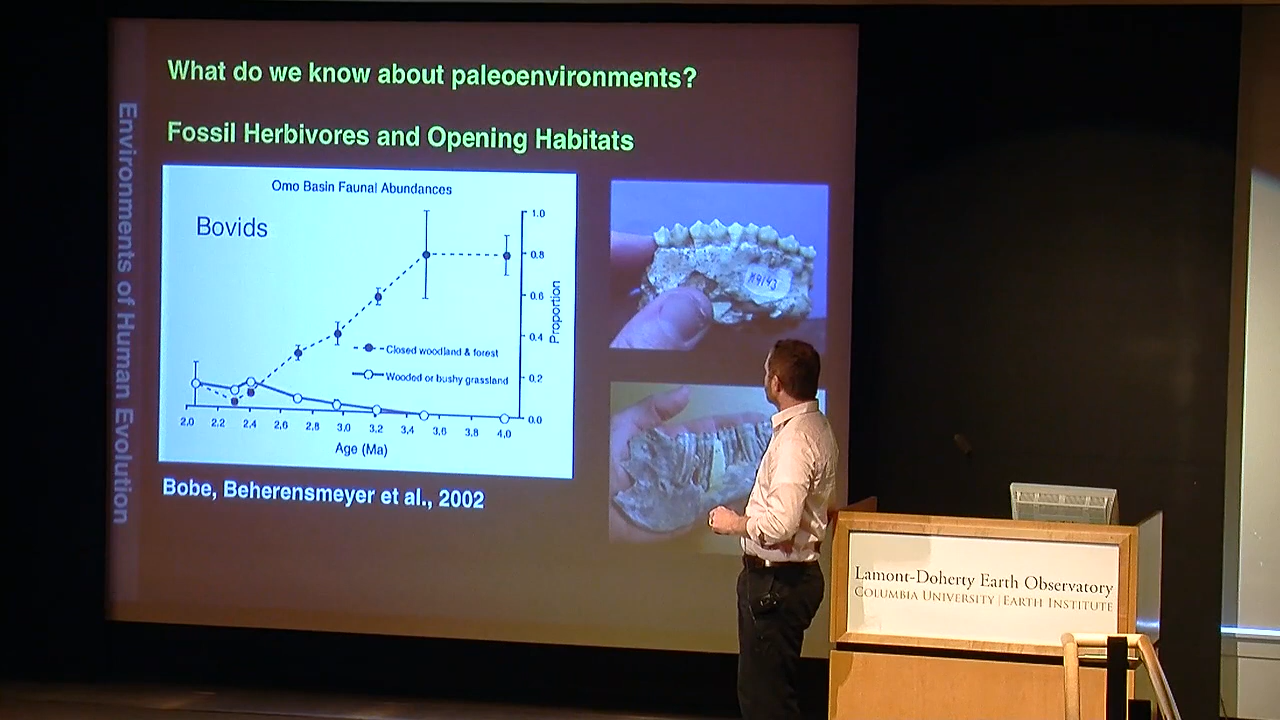 What do we know about paleoenvironments?
Fossil Herbivores and Opening Habitats
Environments of Human Evolution
Omo Basin Faunal Abundances
Bovids
1.0
0.8
0.6
0.4
0.2
0.0
Proportion
Closed woodland & forest
Wooded or bushy grassland
2,0 2,2 2,4 2,6 2,8 3,0 3,2 3,4 3,6 3,8 4,0
Age (Ma)
Bobe, Beherensmeyer et al., 2002
Lamont-Doherty Earth Observatory
COLUMBIA UNIVERSITY | EARTH INSTITUTE